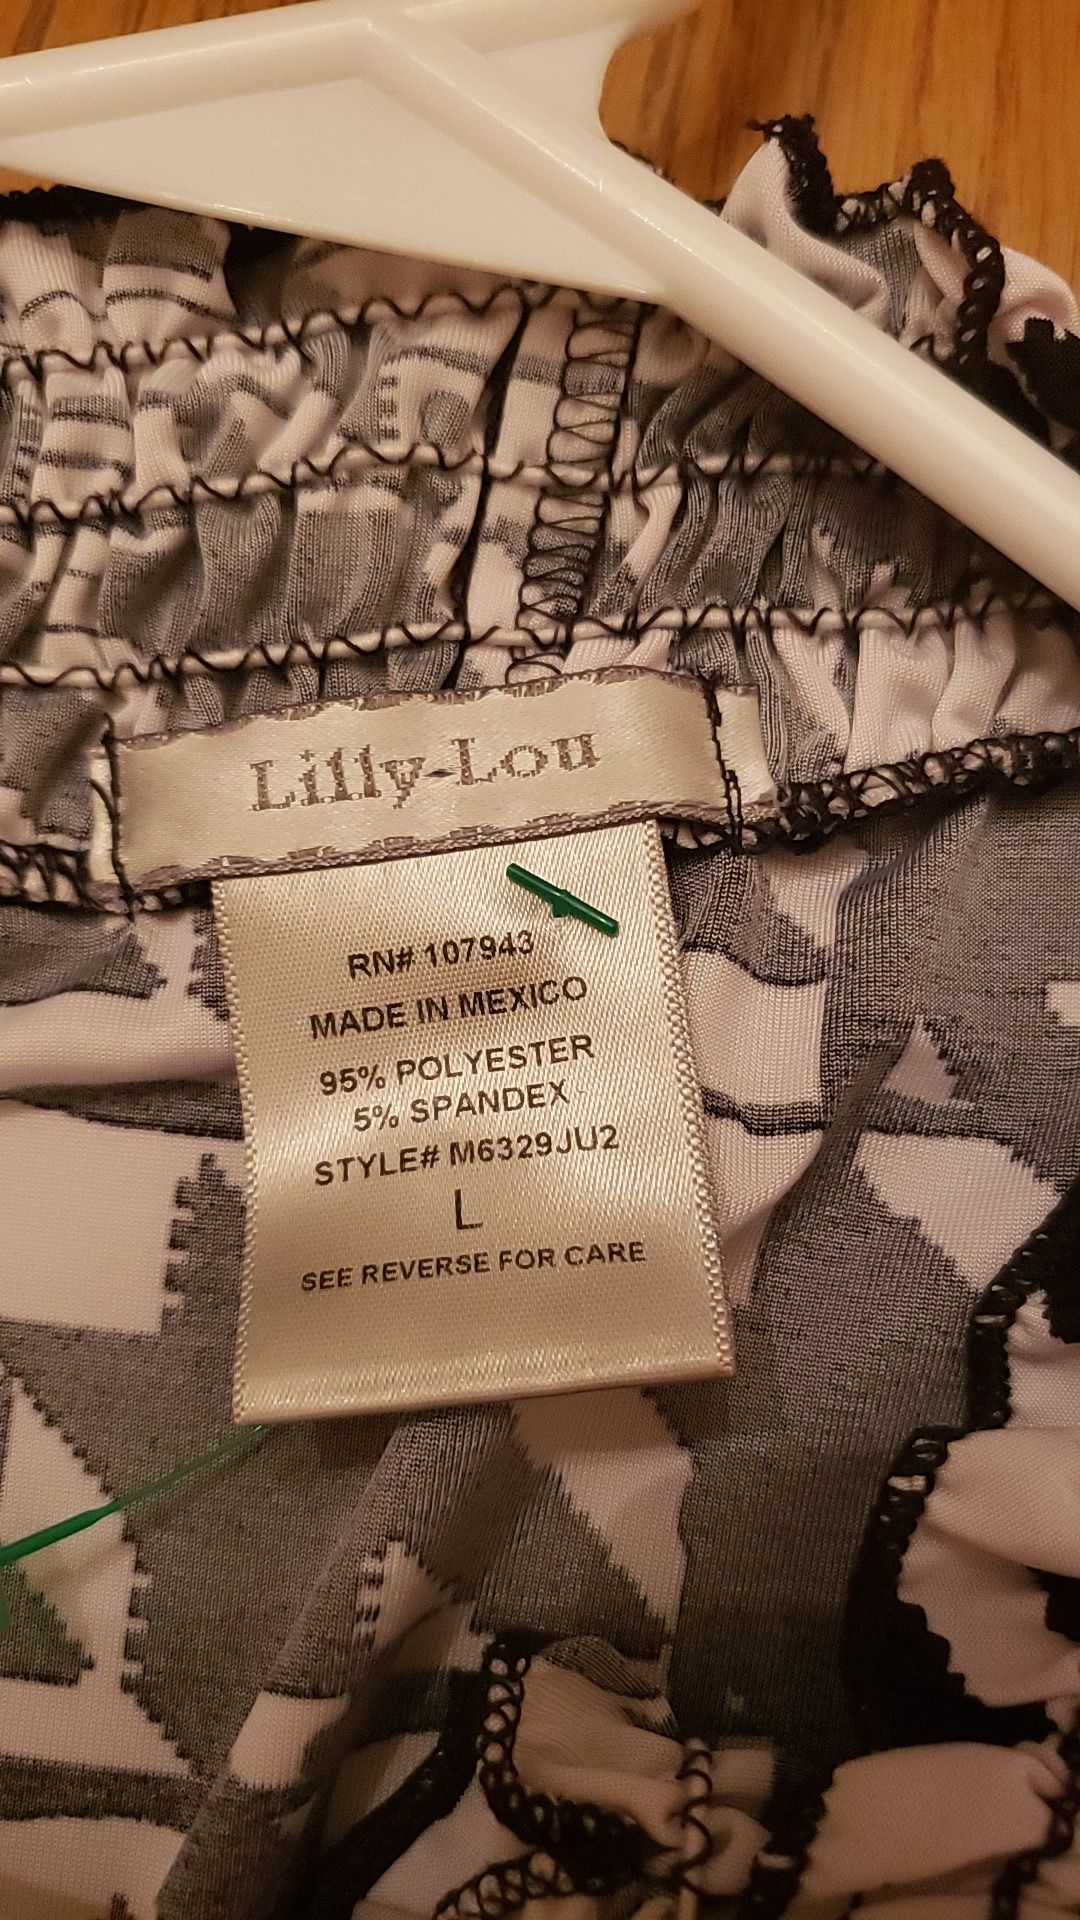 Lilly-Lou
RN# 107943
MADE IN MEXICO
95% POLYESTER
5% SPANDEX
STYLE# M6329JU2
L
SEE REVERSE FOR CARE